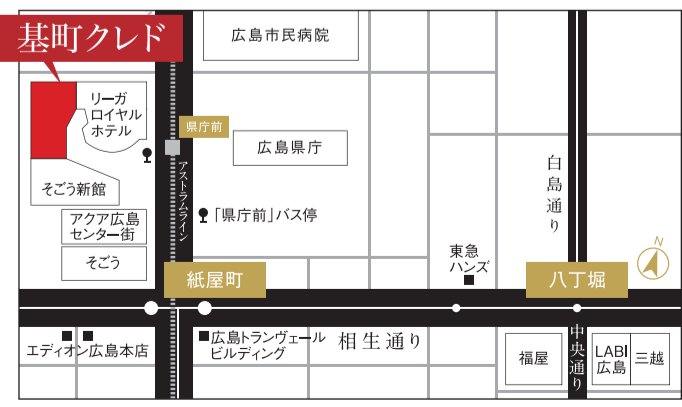 基町クレド
広島市民病院
リーガ
ロイヤル
ホテル
県庁前
広島県庁
アストラムライン
白島通り
そごう新館
「県庁前」バス停
アクア広島
センター街
そごう
東急
ハンズ
N
紙屋町
八丁堀
エディオン広島本店
広島トランヴェール
ビルディング
相生通り
福屋
中央通り
LABI
広島
三越